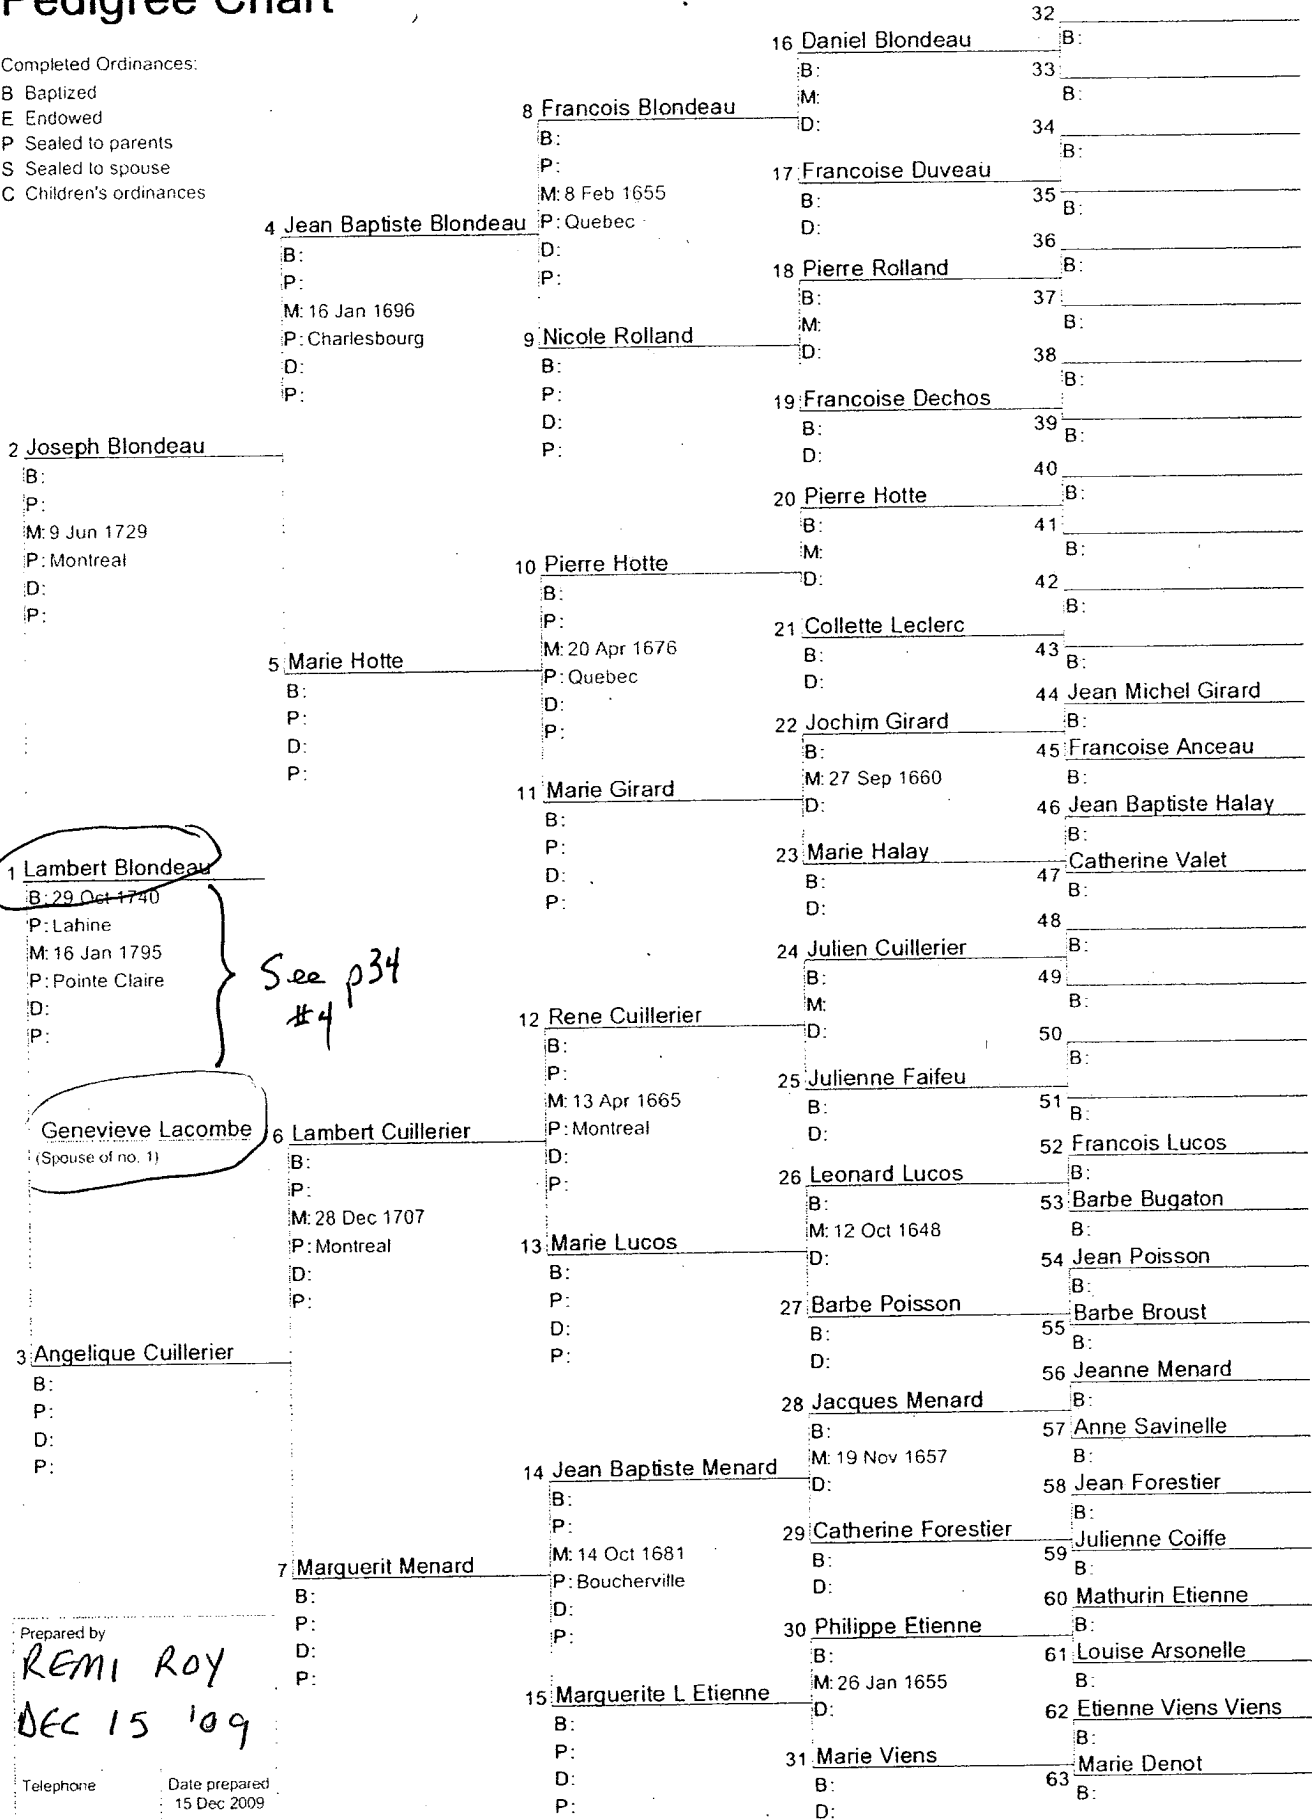 Pedigree Chart
Completed Ordinances:
B Baptized
E Endowed
P Sealed to parents
S Sealed to spouse
C Children's ordinances
2 Joseph Blondeau
B:
P:
M: 9 Jun 1729
P: Montreal
D:
P:
1 Lambert Blondeau
B: 29 Oct 1740
P: Lahine
M: 16 Jan 1795
P: Pointe Claire
D:
P:
See p34
#4
Genevieve Lacombe
(Spouse of no. 1)
3 Angelique Cuillerier
B:
P:
D:
P:
Prepared by
REMI ROY
DEC 15 '09
Telephone
Date prepared
15 Dec 2009
4 Jean Baptiste Blondeau
B:
P:
M: 16 Jan 1696
P: Charlesbourg
D:
P:
5 Marie Hotte
B:
P:
D:
P:
6 Lambert Cuillerier
B:
P:
M: 28 Dec 1707
P: Montreal
D:
P:
7 Marguerit Menard
B:
P:
D:
P:
8 Francois Blondeau
B:
P:
M: 8 Feb 1655
P: Quebec
D:
P:
9 Nicole Rolland
B:
P:
D:
P:
10 Pierre Hotte
B:
P:
M: 20 Apr 1676
P: Quebec
D:
P:
11 Marie Girard
B:
P:
D:
P:
12 Rene Cuillerier
B:
P:
M: 13 Apr 1665
P: Montreal
D:
P:
13 Marie Lucos
B:
P:
D:
P:
14 Jean Baptiste Menard
B:
P:
M: 14 Oct 1681
P: Boucherville
D:
P:
15 Marguerite L Etienne
B:
P:
D:
P:
16 Daniel Blondeau
B:
M:
D:
17 Francoise Duveau
B:
D:
18 Pierre Rolland
B:
M:
D:
19 Francoise Dechos
B:
D:
20 Pierre Hotte
B:
M:
D:
21 Collette Leclerc
B:
D:
22 Jochim Girard
B:
M: 27 Sep 1660
D:
23 Marie Halay
B:
D:
24 Julien Cuillerier
B:
M:
D:
25 Julienne Faifeu
B:
D:
26 Leonard Lucos
B:
M: 12 Oct 1648
D:
27 Barbe Poisson
B:
D:
28 Jacques Menard
B:
M: 19 Nov 1657
D:
29 Catherine Forestier
B:
D:
30 Philippe Etienne
B:
M: 26 Jan 1655
D:
31 Marie Viens
B:
D:
32
B:
33
B:
34
B:
35
B:
36
B:
37
B:
38
B:
39
B:
40
B:
41
B:
42
B:
43
B:
44 Jean Michel Girard
B:
45 Francoise Anceau
B:
46 Jean Baptiste Halay
B:
47 Catherine Valet
B:
48
B:
49
B:
50
B:
51
B:
52 Francois Lucos
B:
53 Barbe Bugaton
B:
54 Jean Poisson
B:
55 Barbe Broust
B:
56 Jeanne Menard
B:
57 Anne Savinelle
B:
58 Jean Forestier
B:
59 Julienne Coiffe
B:
60 Mathurin Etienne
B:
61 Louise Arsonelle
B:
62 Etienne Viens Viens
B:
63 Marie Denot
B: